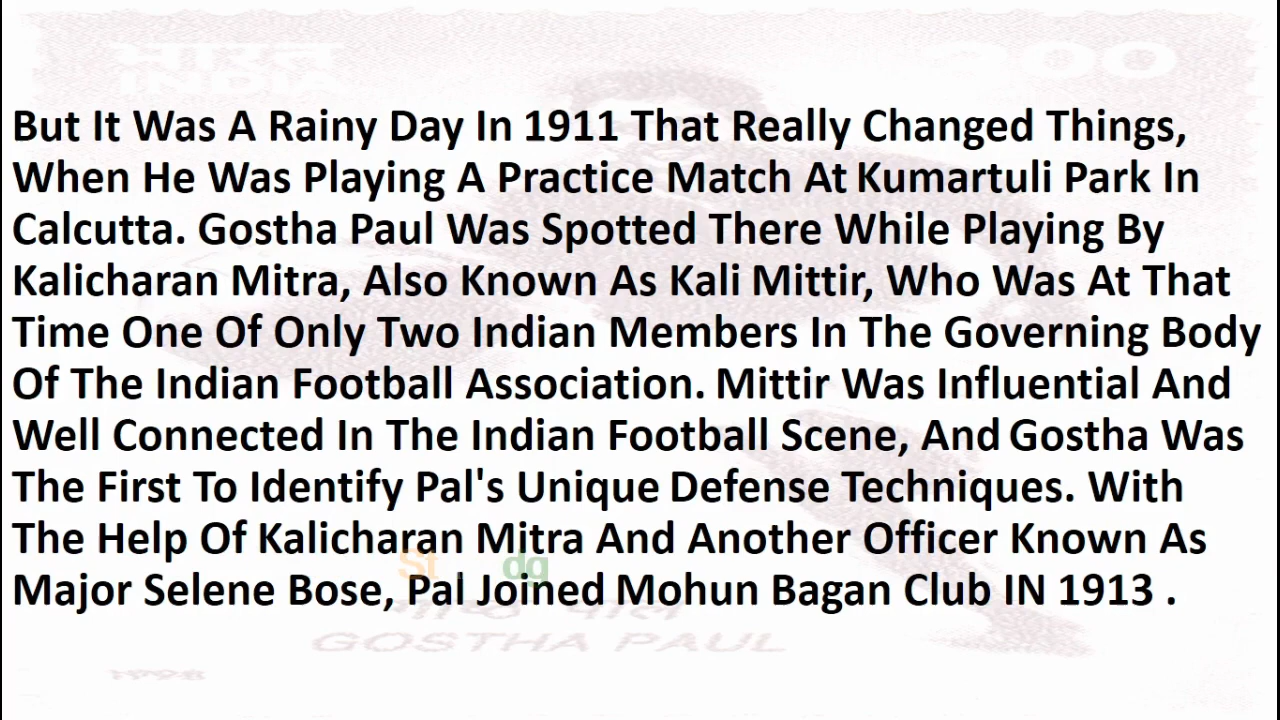 भारत 300
INDIA
But It Was A Rainy Day In 1911 That Really Changed Things,
When He Was Playing A Practice Match At Kumartuli Park In
Calcutta. Gostha Paul Was Spotted There While Playing By
Kalicharan Mitra, Also Known As Kali Mittir, Who Was At That
Time One Of Only Two Indian Members In The Governing Body
Of The Indian Football Association. Mittir Was Influential And
Well Connected In The Indian Football Scene, And Gostha Was
The First To Identify Pal's Unique Defense Techniques. With
The Help Of Kalicharan Mitra And Another Officer Known As
Major Selene Bose, Pal Joined Mohun Bagan Club IN 1913 .
GOSTHA PAUL
1998